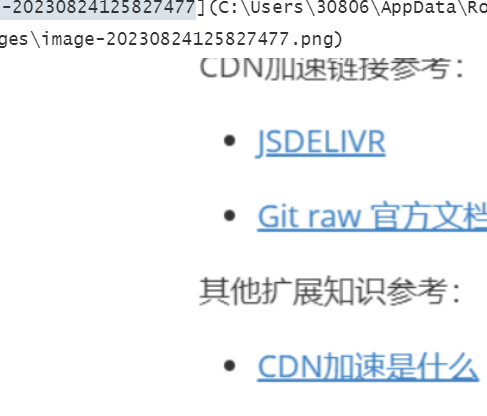 -20230824125827477](C:\Users\30806\AppData\Ro
ges\image-20230824125827477.png)
CDN加速链接参考：
JSDELIVR
Git raw 官方文档
其他扩展知识参考：
CDN加速是什么